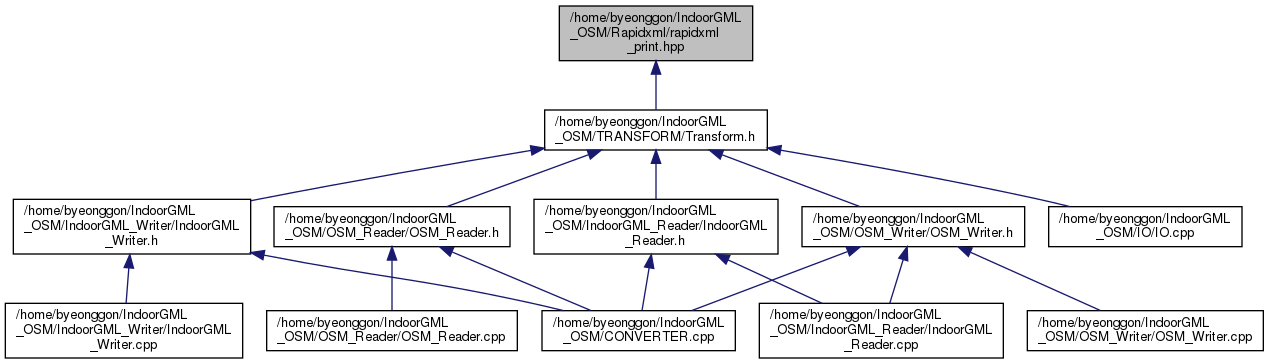 /home/byeonggon/IndoorGML
_OSM/Rapidxml/rapidxml
_print.hpp
/home/byeonggon/IndoorGML
_OSM/TRANSFORM/Transform.h
/home/byeonggon/IndoorGML
_OSM/IndoorGML_Writer/IndoorGML
_Writer.h
/home/byeonggon/IndoorGML
_OSM/OSM_Reader/OSM_Reader.h
/home/byeonggon/IndoorGML
_OSM/IndoorGML_Reader/IndoorGML
_Reader.h
/home/byeonggon/IndoorGML
_OSM/OSM_Writer/OSM_Writer.h
/home/byeonggon/IndoorGML
_OSM/IO/IO.cpp
/home/byeonggon/IndoorGML
_OSM/IndoorGML_Writer/IndoorGML
_Writer.cpp
/home/byeonggon/IndoorGML
_OSM/OSM_Reader/OSM_Reader.cpp
/home/byeonggon/IndoorGML
_OSM/CONVERTER.cpp
/home/byeonggon/IndoorGML
_OSM/IndoorGML_Reader/IndoorGML
_Reader.cpp
/home/byeonggon/IndoorGML
_OSM/OSM_Writer/OSM_Writer.cpp